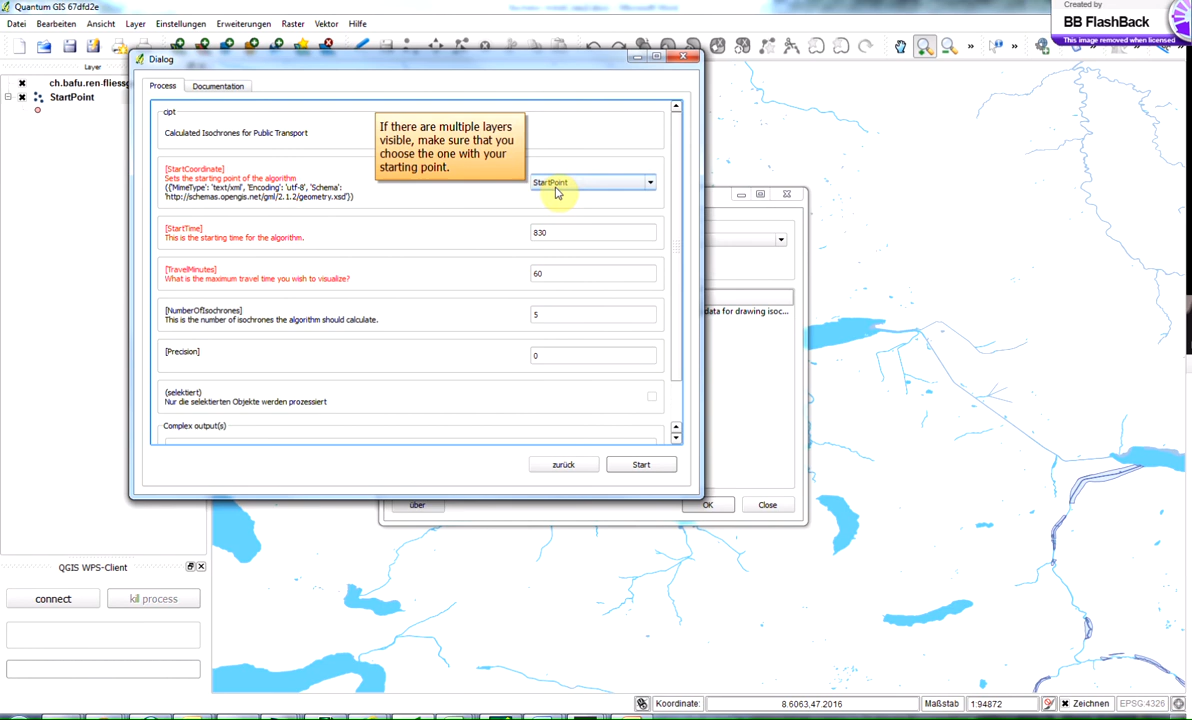 Quantum GIS 67dfd2e
Created by
BB FlashBack
This image removed when licensed
Datei Bearbeiten Ansicht Layer Einstellungen Erweiterungen Raster Vektor Hilfe
Layer
ch.bafu.ren-fliessg
StartPoint
Dialog
Process Documentation
cipt
Calculated Isochrones for Public Transport
If there are multiple layers
visible, make sure that you
choose the one with your
starting point.
[StartCoordinate]
Sets the starting point of the algorithm
({'MimeType': 'text/xml', 'Encoding': 'utf-8', 'Schema':
'http://schemas.opengis.net/gml/2.1.2/geometry.xsd'})
StartPoint
[StartTime]
This is the starting time for the algorithm.
830
[TravelMinutes]
What is the maximum travel time you wish to visualize?
60
[NumberOfIsochrones]
This is the number of isochrones the algorithm should calculate.
5
[Precision]
0
(selektiert)
Nur die selektierten Objekte werden prozessiert
Complex output(s)
zurück Start
data for drawing isoc...
über OK Close
QGIS WPS-Client
connect kill process
Koordinate: 8.6063,47.2016 Maßstab 1:94872 Zeichnen EPSG:4326